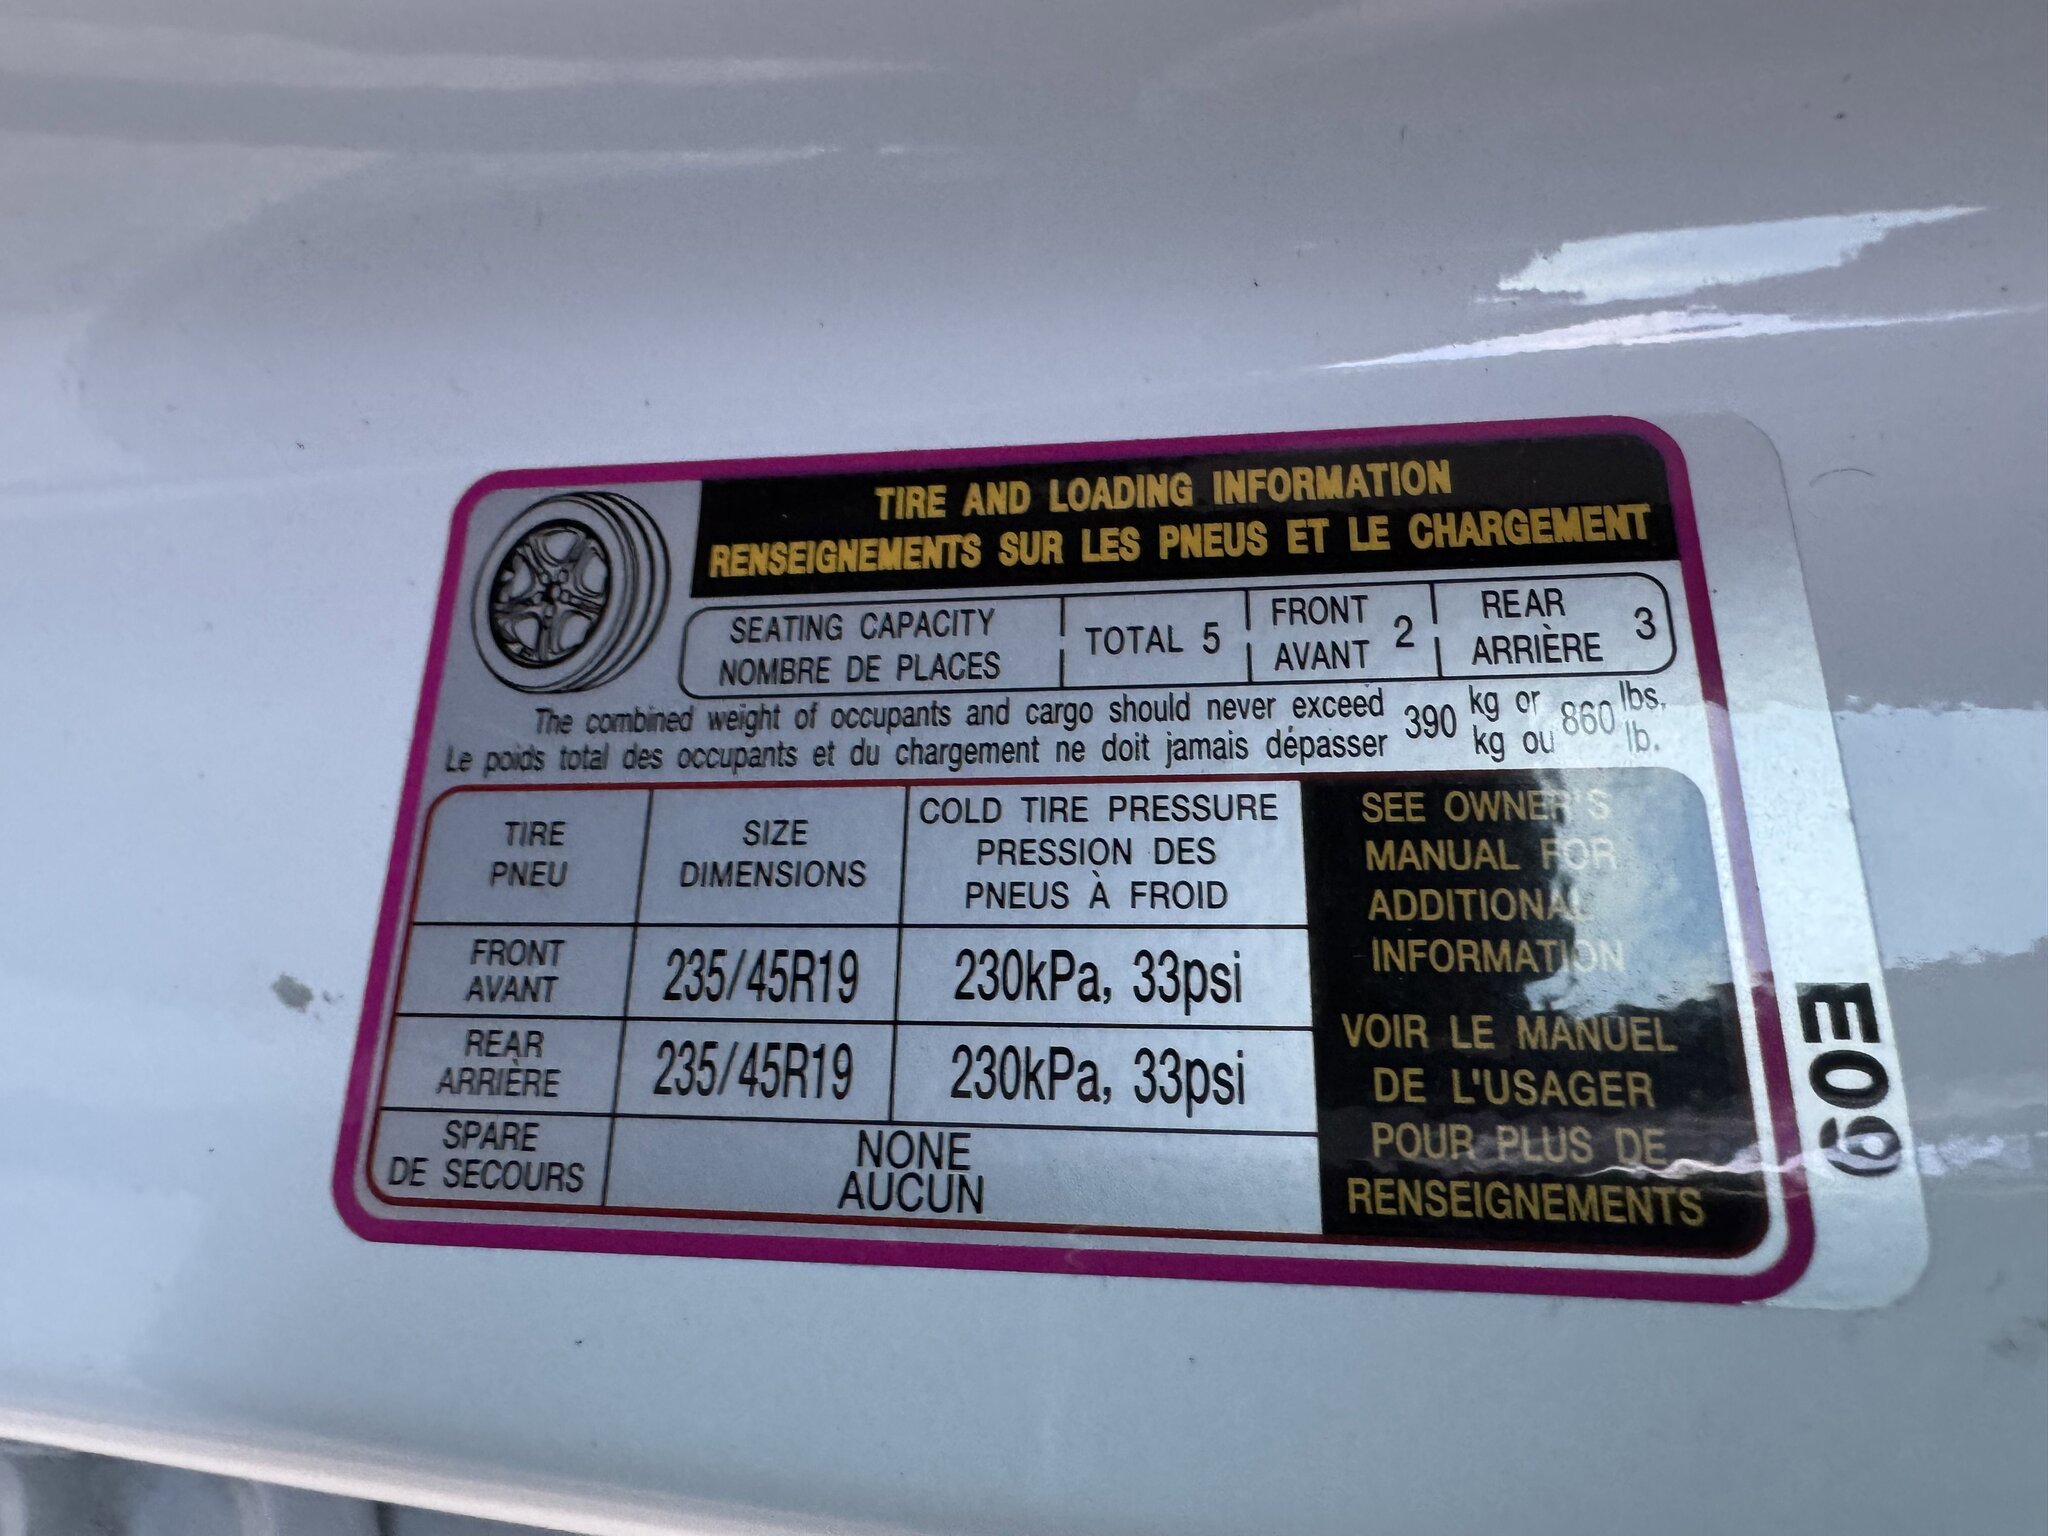 TIRE AND LOADING INFORMATION
RENSEIGNEMENTS SUR LES PNEUS ET LE CHARGEMENT
SEATING CAPACITY
NOMBRE DE PLACES
TOTAL 5
FRONT
AVANT
2
REAR
ARRIÈRE
3
The combined weight of occupants and cargo should never exceed 390 kg or 860 lbs.
Le poids total des occupants et du chargement ne doit jamais dépasser kg ou lb.
TIRE
PNEU
SIZE
DIMENSIONS
COLD TIRE PRESSURE
PRESSION DES
PNEUS À FROID
FRONT
AVANT
235/45R19
230kPa, 33psi
REAR
ARRIÈRE
235/45R19
230kPa, 33psi
SPARE
DE SECOURS
NONE
AUCUN
SEE OWNER'S
MANUAL FOR
ADDITIONAL
INFORMATION
VOIR LE MANUEL
DE L'USAGER
POUR PLUS DE
RENSEIGNEMENTS
E09